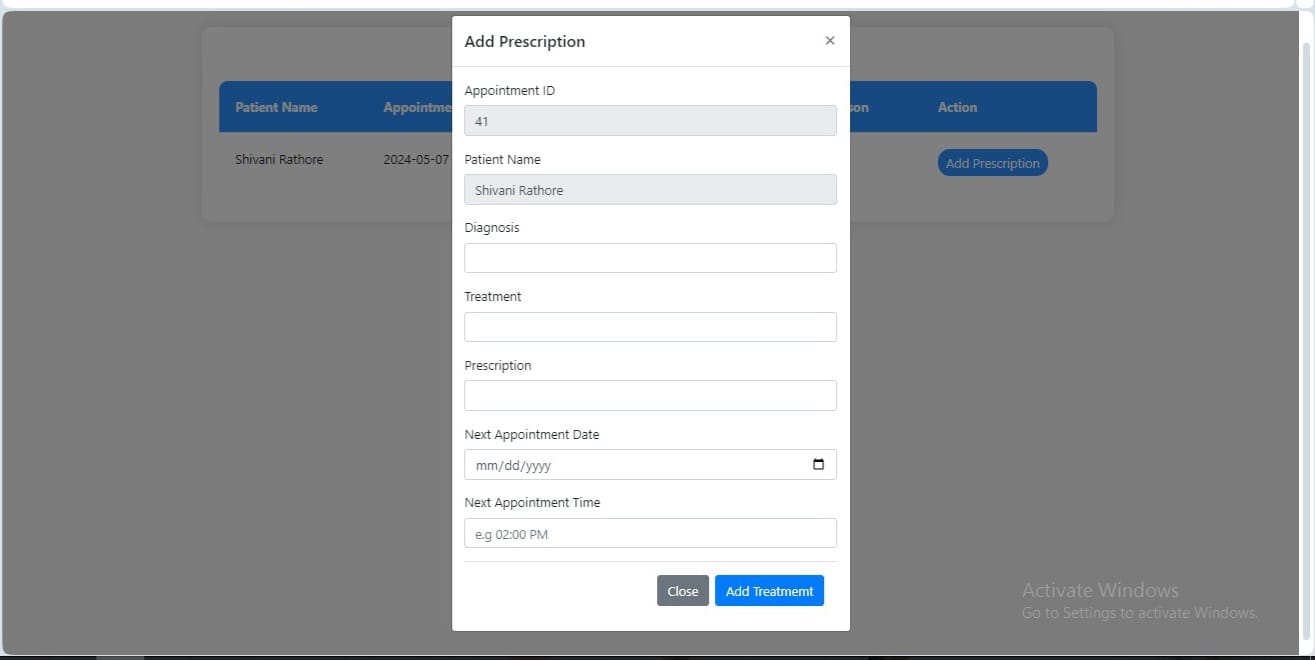 Add Prescription ×
Appointment ID
41
Patient Name
Shivani Rathore
Diagnosis
Treatment
Prescription
Next Appointment Date
mm/dd/yyyy
Next Appointment Time
e.g 02:00 PM
Close Add Treatmemt
Patient Name Appointme son Action
Shivani Rathore 2024-05-07 Add Prescription
Activate Windows
Go to Settings to activate Windows.